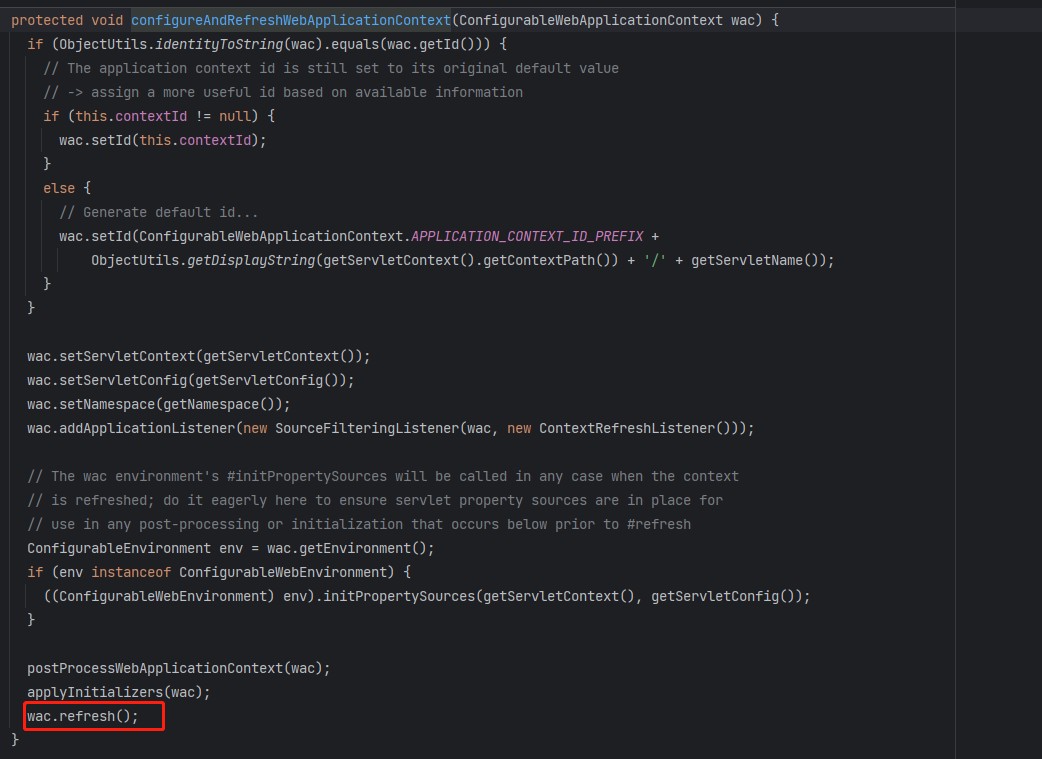 protected void configureAndRefreshWebApplicationContext(ConfigurableWebApplicationContext wac) {
if (ObjectUtils.identityToString(wac).equals(wac.getId())) {
// The application context id is still set to its original default value
// -> assign a more useful id based on available information
if (this.contextId != null) {
wac.setId(this.contextId);
}
else {
// Generate default id...
wac.setId(ConfigurableWebApplicationContext.APPLICATION_CONTEXT_ID_PREFIX +
ObjectUtils.getDisplayString(getServletContext().getContextPath()) + '/' + getServletName());
}
}
wac.setServletContext(getServletContext());
wac.setServletConfig(getServletConfig());
wac.setNamespace(getNamespace());
wac.addApplicationListener(new SourceFilteringListener(wac, new ContextRefreshListener()));
// The wac environment's #initPropertySources will be called in any case when the context
// is refreshed; do it eagerly here to ensure servlet property sources are in place for
// use in any post-processing or initialization that occurs below prior to #refresh
ConfigurableEnvironment env = wac.getEnvironment();
if (env instanceof ConfigurableWebEnvironment) {
((ConfigurableWebEnvironment) env).initPropertySources(getServletContext(), getServletConfig());
}
postProcessWebApplicationContext(wac);
applyInitializers(wac);
wac.refresh();
}